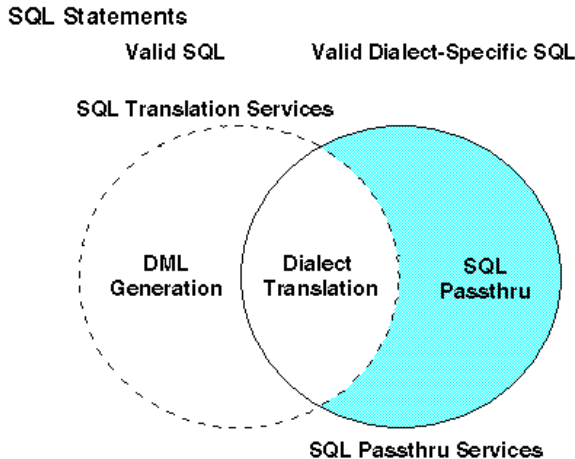 SQL Statements
Valid SQL
Valid Dialect-Specific SQL
SQL Translation Services
DML
Generation
Dialect
Translation
SQL
Passthru
SQL Passthru Services